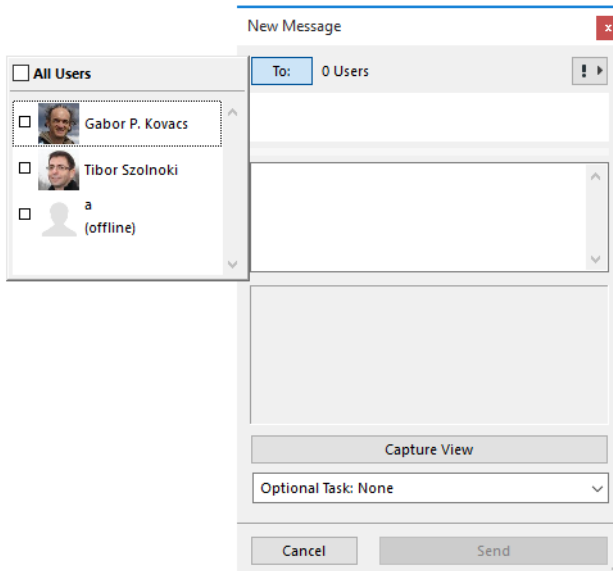 New Message
x
To: 0 Users !
All Users
Gabor P. Kovacs
Tibor Szolnoki
a
(offline)
Capture View
Optional Task: None
Cancel Send